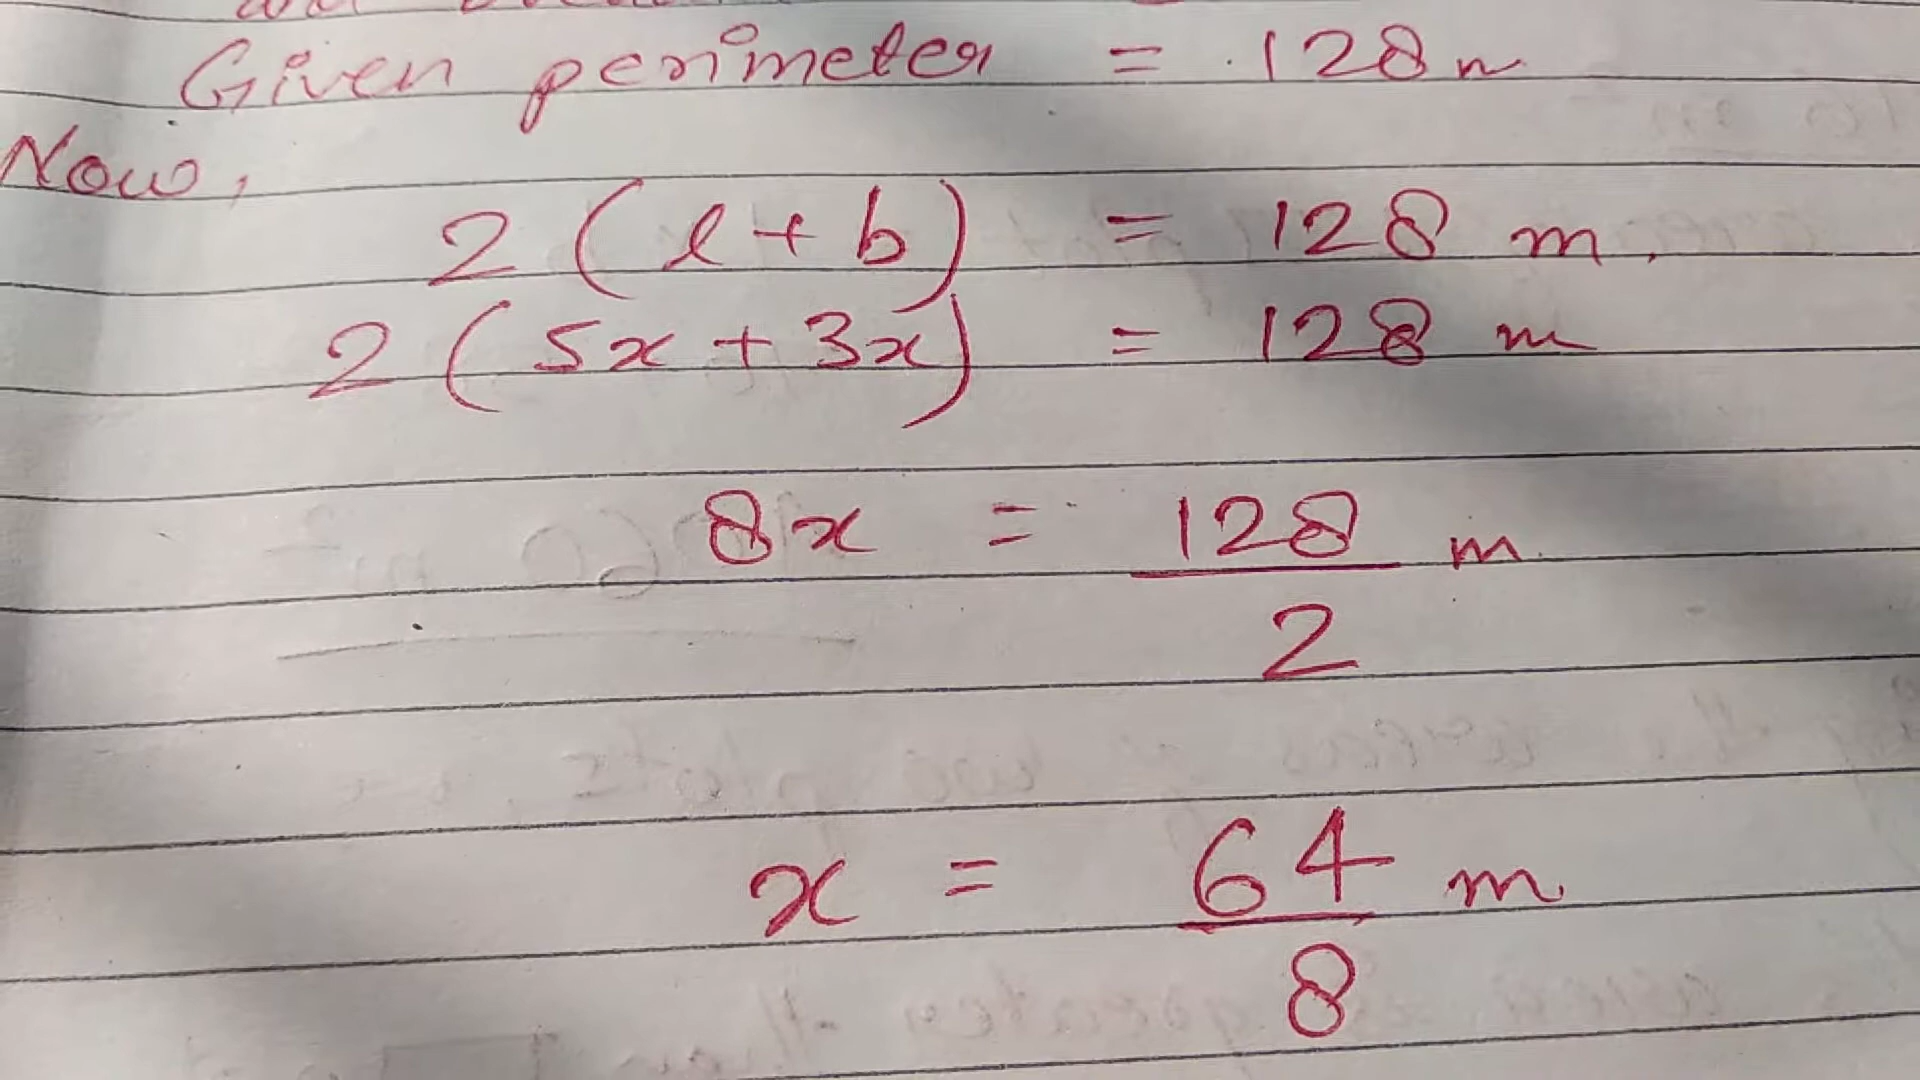 Given perimeter = 128 m
Now,
2 ( l + b ) = 128 m.
2 ( 5x + 3x ) = 128 m
8x = 128/2 m
x = 64/8 m